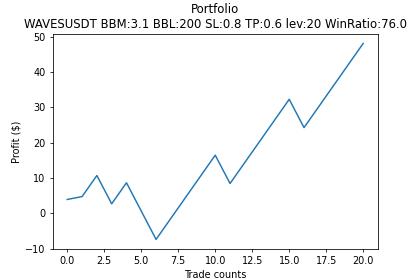 Portfolio
WAVESUSDT BBM:3.1 BBL:200 SL:0.8 TP:0.6 lev:20 WinRatio:76.0
50
40
30
20
10
0
−10
Profit ($)
0.0 2.5 5.0 7.5 10.0 12.5 15.0 17.5 20.0
Trade counts